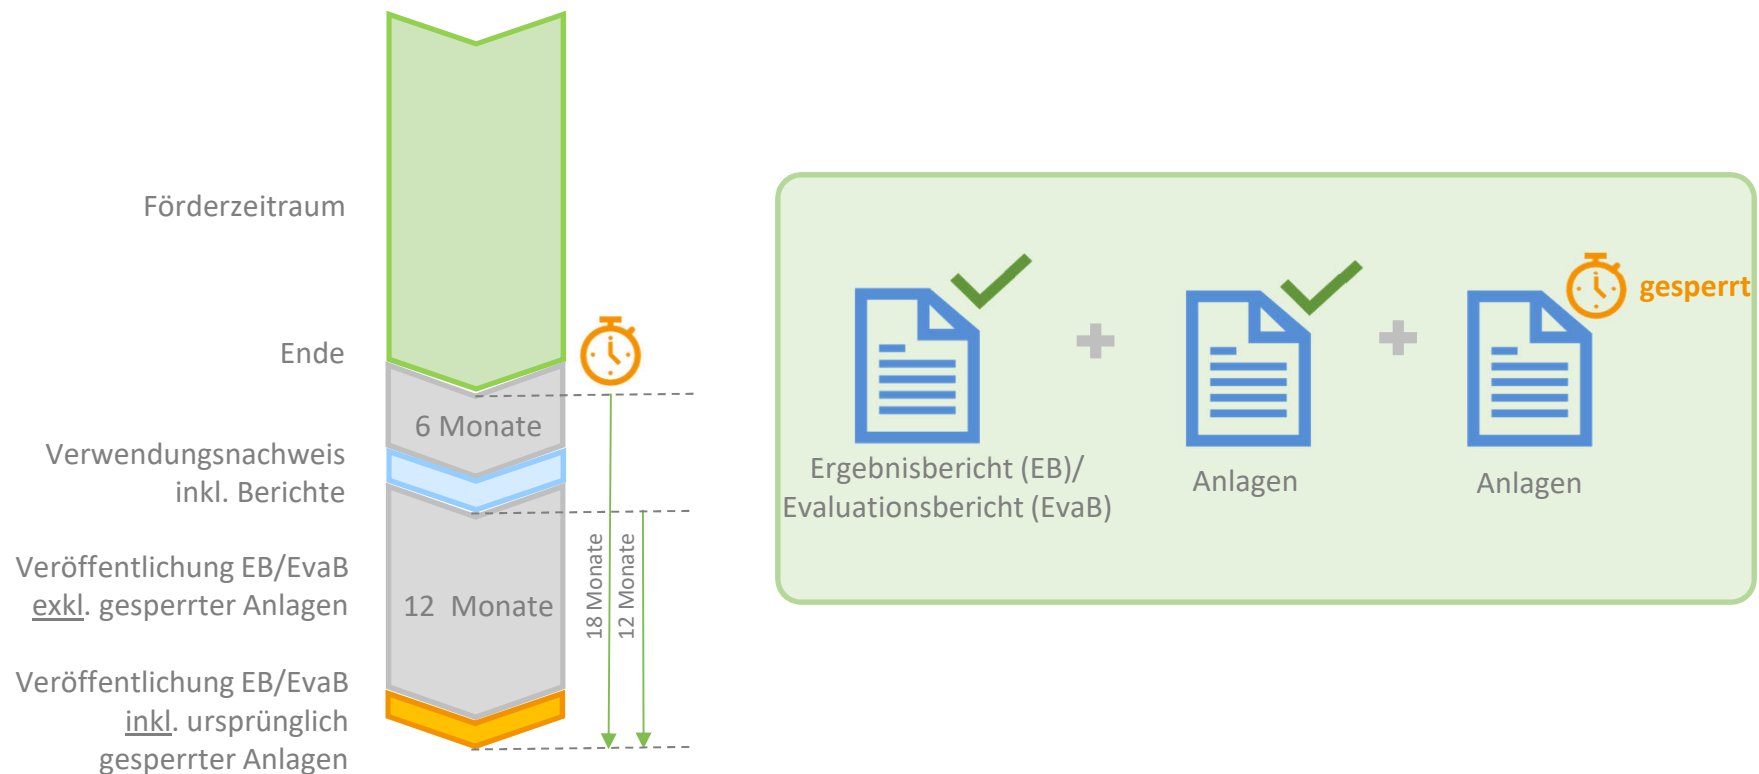 Förderzeitraum
Ende
6 Monate
Verwendungsnachweis
inkl. Berichte
Veröffentlichung EB/EvaB
exkl. gesperrter Anlagen
12 Monate
18 Monate
12 Monate
Veröffentlichung EB/EvaB
inkl. ursprünglich
gesperrter Anlagen
gesperrt
Ergebnisbericht (EB)/
Evaluationsbericht (EvaB)
Anlagen
Anlagen